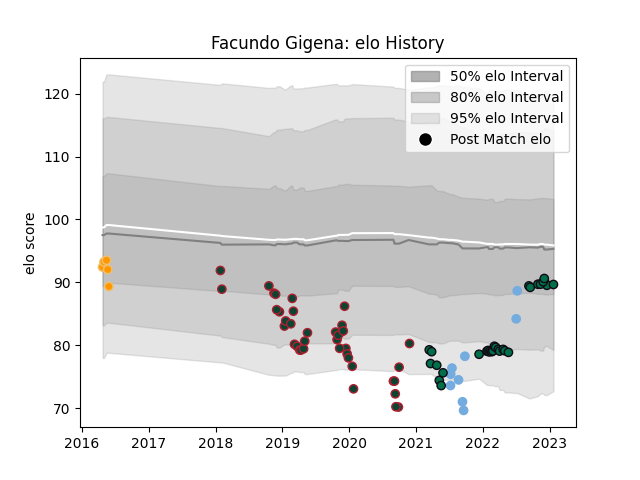 Facundo Gigena: elo History
50% elo Interval
80% elo Interval
95% elo Interval
Post Match elo
elo score
120
110
100
90
80
70
2016 2017 2018 2019 2020 2021 2022 2023